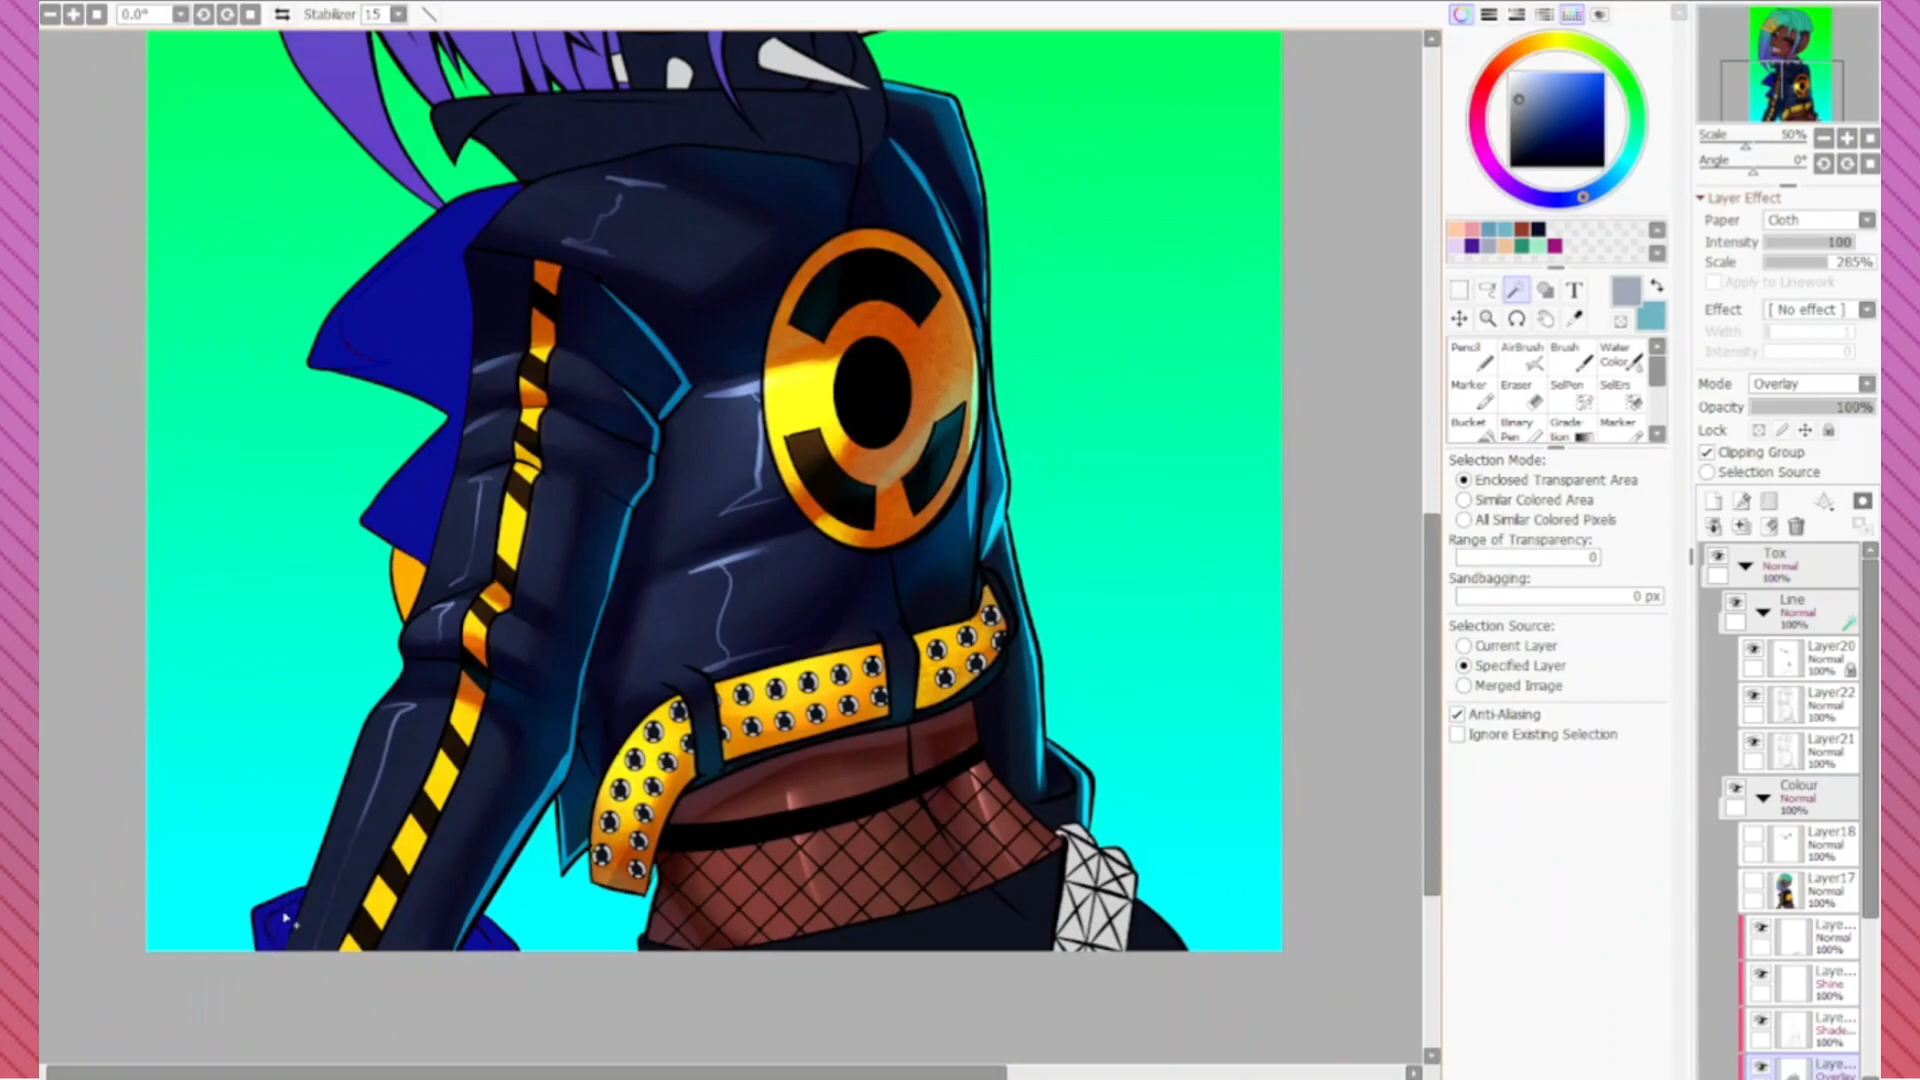 0.0°
Stabilizer 15
Scale 50%
Angle 0°
Layer Effect
Paper Cloth
Intensity 100
Scale 285%
Apply to Linework
Effect [ No effect ]
Width 1
Intensity 0
Mode Overlay
Opacity 100%
Lock
Clipping Group
Selection Source
T
Pencil AirBrush Brush Water Color
Marker Eraser SelPen SelErs
Bucket Binary Pen Gradation Marker
Selection Mode:
Enclosed Transparent Area
Similar Colored Area
All Similar Colored Pixels
Range of Transparency:
0
Sandbagging:
0 px
Selection Source:
Current Layer
Specified Layer
Merged Image
Anti-Aliasing
Ignore Existing Selection
Tox
Normal
100%
Line
Normal
100%
Layer20
Normal
100%
Layer22
Normal
100%
Layer21
Normal
100%
Colour
Normal
100%
Layer18
Normal
100%
Layer17
Normal
100%
Laye...
Normal
100%
Laye...
Shine
100%
Laye...
Shade...
100%
Laye...
Overlay